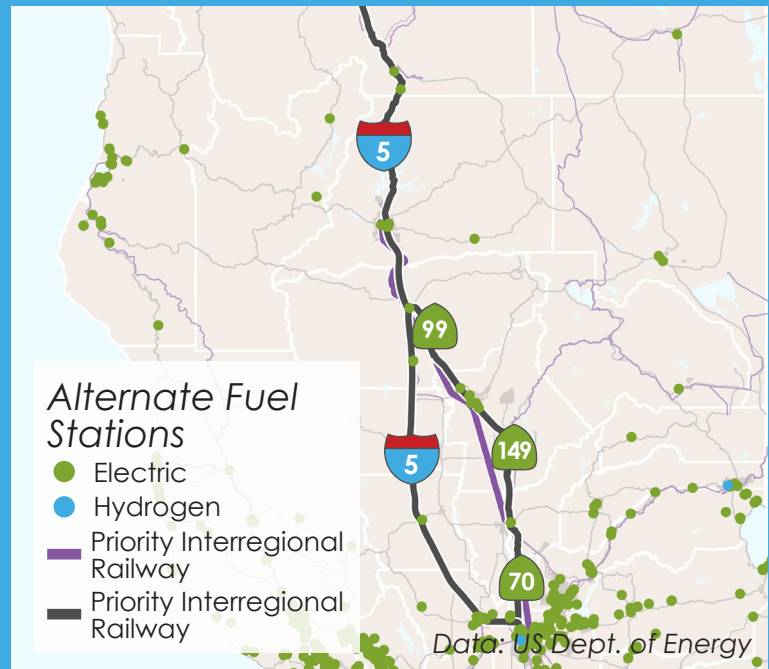 5
99
149
5
70
Alternate Fuel
Stations
Electric
Hydrogen
Priority Interregional
Railway
Priority Interregional
Railway
Data: US Dept. of Energy